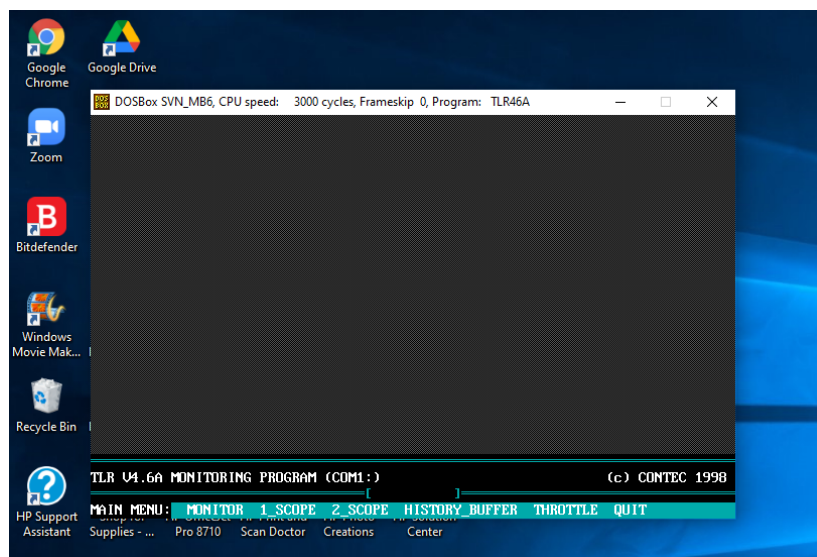 Google Chrome
Google Drive
DOSBox SVN_MB6, CPU speed: 3000 cycles, Frameskip 0, Program: TLR46A
Zoom
B
Bitdefender
Windows
Movie Mak...
Recycle Bin
TLR V4.6A MONITORING PROGRAM (COM1:)
(c) CONTEC 1998
[ ]
MAIN MENU: MONITOR 1_SCOPE 2_SCOPE HISTORY_BUFFER THROTTLE QUIT
HP Support
Assistant
Supplies - ...
Pro 8710
Scan Doctor
Creations
Center